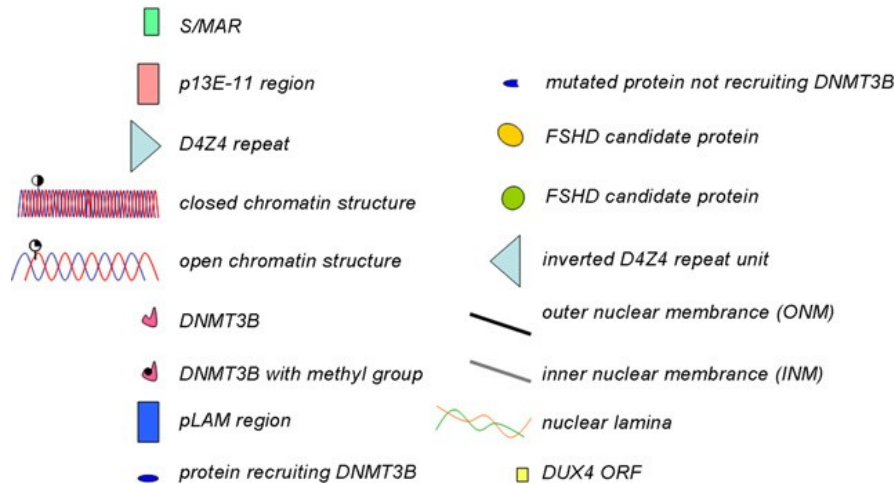 S/MAR
p13E-11 region
D4Z4 repeat
closed chromatin structure
open chromatin structure
DNMT3B
DNMT3B with methyl group
pLAM region
protein recruiting DNMT3B
mutated protein not recruiting DNMT3B
FSHD candidate protein
FSHD candidate protein
inverted D4Z4 repeat unit
outer nuclear membrance (ONM)
inner nuclear membrance (INM)
nuclear lamina
DUX4 ORF